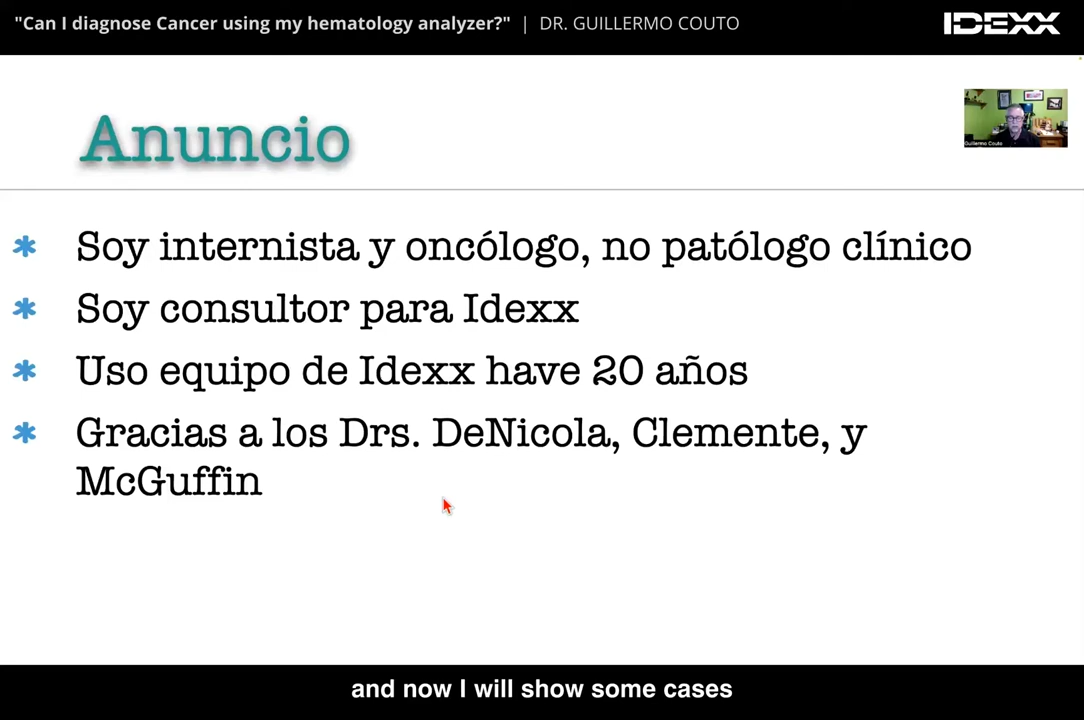 "Can I diagnose Cancer using my hematology analyzer?" | DR. GUILLERMO COUTO
IDEXX
Anuncio
Guillermo Couto
* Soy internista y oncólogo, no patólogo clínico
* Soy consultor para Idexx
* Uso equipo de Idexx have 20 años
* Gracias a los Drs. DeNicola, Clemente, y
McGuffin
and now I will show some cases